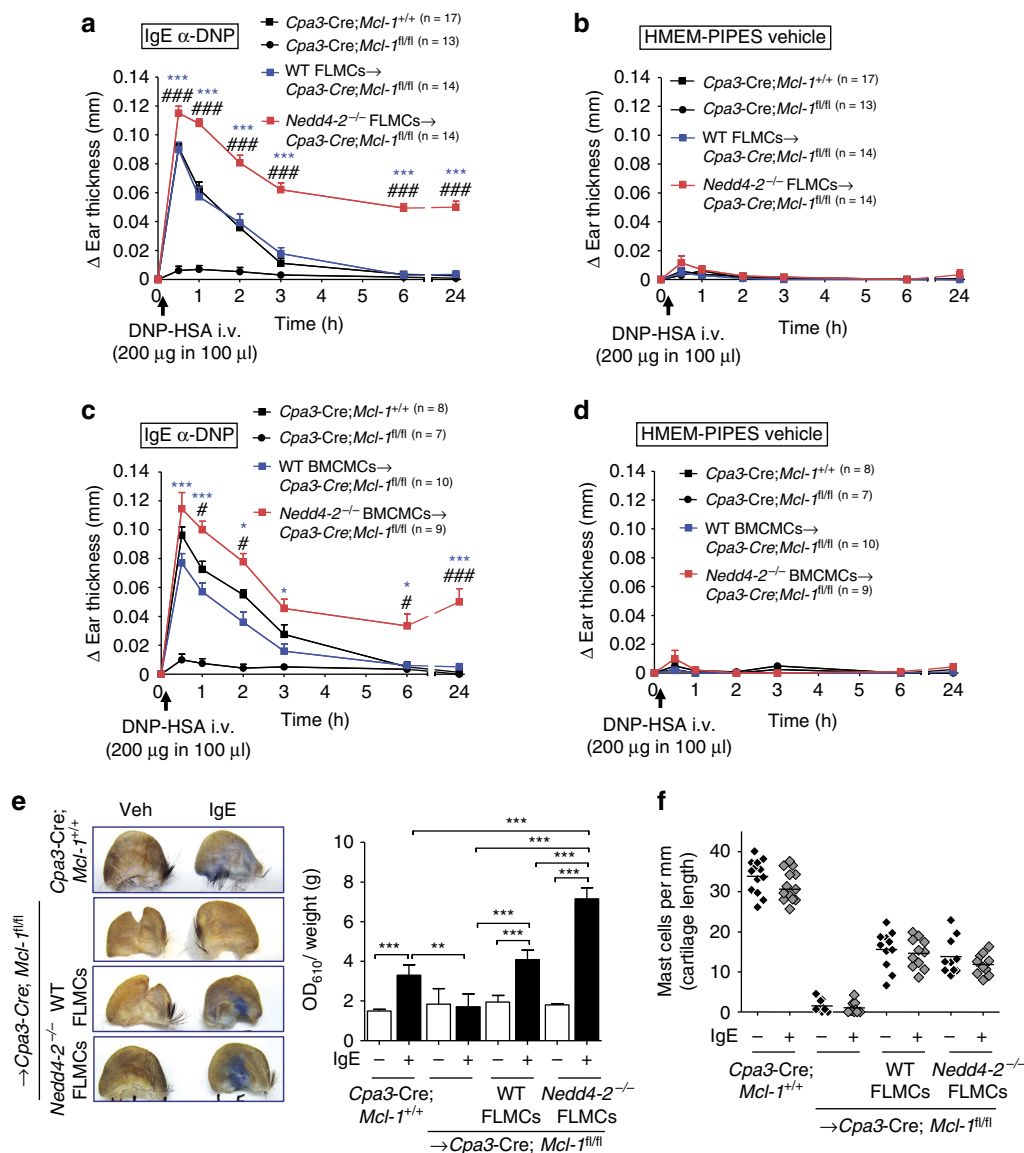 a
IgE α-DNP
Cpa3-Cre;Mcl-1+/+ (n = 17)
Cpa3-Cre;Mcl-1fl/fl (n = 13)
WT FLMCs→
Cpa3-Cre;Mcl-1fl/fl (n = 14)
Nedd4-2−/− FLMCs→
Cpa3-Cre;Mcl-1fl/fl (n = 14)
Δ Ear thickness (mm)
0.14
0.12
0.10
0.08
0.06
0.04
0.02
0
*** *** *** *** *** ***
### ### ### ### ### ###
0 1 2 3 4 5 6 24
Time (h)
DNP-HSA i.v.
(200 µg in 100 µl)
b
HMEM-PIPES vehicle
Cpa3-Cre;Mcl-1+/+ (n = 17)
Cpa3-Cre;Mcl-1fl/fl (n = 13)
WT FLMCs→
Cpa3-Cre;Mcl-1fl/fl (n = 14)
Nedd4-2−/− FLMCs→
Cpa3-Cre;Mcl-1fl/fl (n = 14)
Δ Ear thickness (mm)
0.14
0.12
0.10
0.08
0.06
0.04
0.02
0
0 1 2 3 4 5 6 24
Time (h)
DNP-HSA i.v.
(200 µg in 100 µl)
c
IgE α-DNP
Cpa3-Cre;Mcl-1+/+ (n = 8)
Cpa3-Cre;Mcl-1fl/fl (n = 7)
WT BMCMCs→
Cpa3-Cre;Mcl-1fl/fl (n = 10)
Nedd4-2−/− BMCMCs→
Cpa3-Cre;Mcl-1fl/fl (n = 9)
Δ Ear thickness (mm)
0.14
0.12
0.10
0.08
0.06
0.04
0.02
0
*** *** * * * ***
# # # ###
0 1 2 3 4 5 6 24
Time (h)
DNP-HSA i.v.
(200 µg in 100 µl)
d
HMEM-PIPES vehicle
Cpa3-Cre;Mcl-1+/+ (n = 8)
Cpa3-Cre;Mcl-1fl/fl (n = 7)
WT BMCMCs→
Cpa3-Cre;Mcl-1fl/fl (n = 10)
Nedd4-2−/− BMCMCs→
Cpa3-Cre;Mcl-1fl/fl (n = 9)
Δ Ear thickness (mm)
0.14
0.12
0.10
0.08
0.06
0.04
0.02
0
0 1 2 3 4 5 6 24
Time (h)
DNP-HSA i.v.
(200 µg in 100 µl)
e
Veh IgE
Cpa3-Cre;
Mcl-1+/+
→Cpa3-Cre; Mcl-1fl/fl
WT
FLMCs
Nedd4-2−/−
FLMCs
OD610/ weight (g)
10
8
6
4
2
0
***
***
***
***
***
***
***
**
IgE − + − + − + − +
Cpa3-Cre;
Mcl-1+/+
WT
FLMCs
Nedd4-2−/−
FLMCs
→Cpa3-Cre; Mcl-1fl/fl
f
Mast cells per mm
(cartilage length)
40
30
20
10
0
IgE − + − + − + − +
Cpa3-Cre;
Mcl-1+/+
WT
FLMCs
Nedd4-2−/−
FLMCs
→Cpa3-Cre; Mcl-1fl/fl